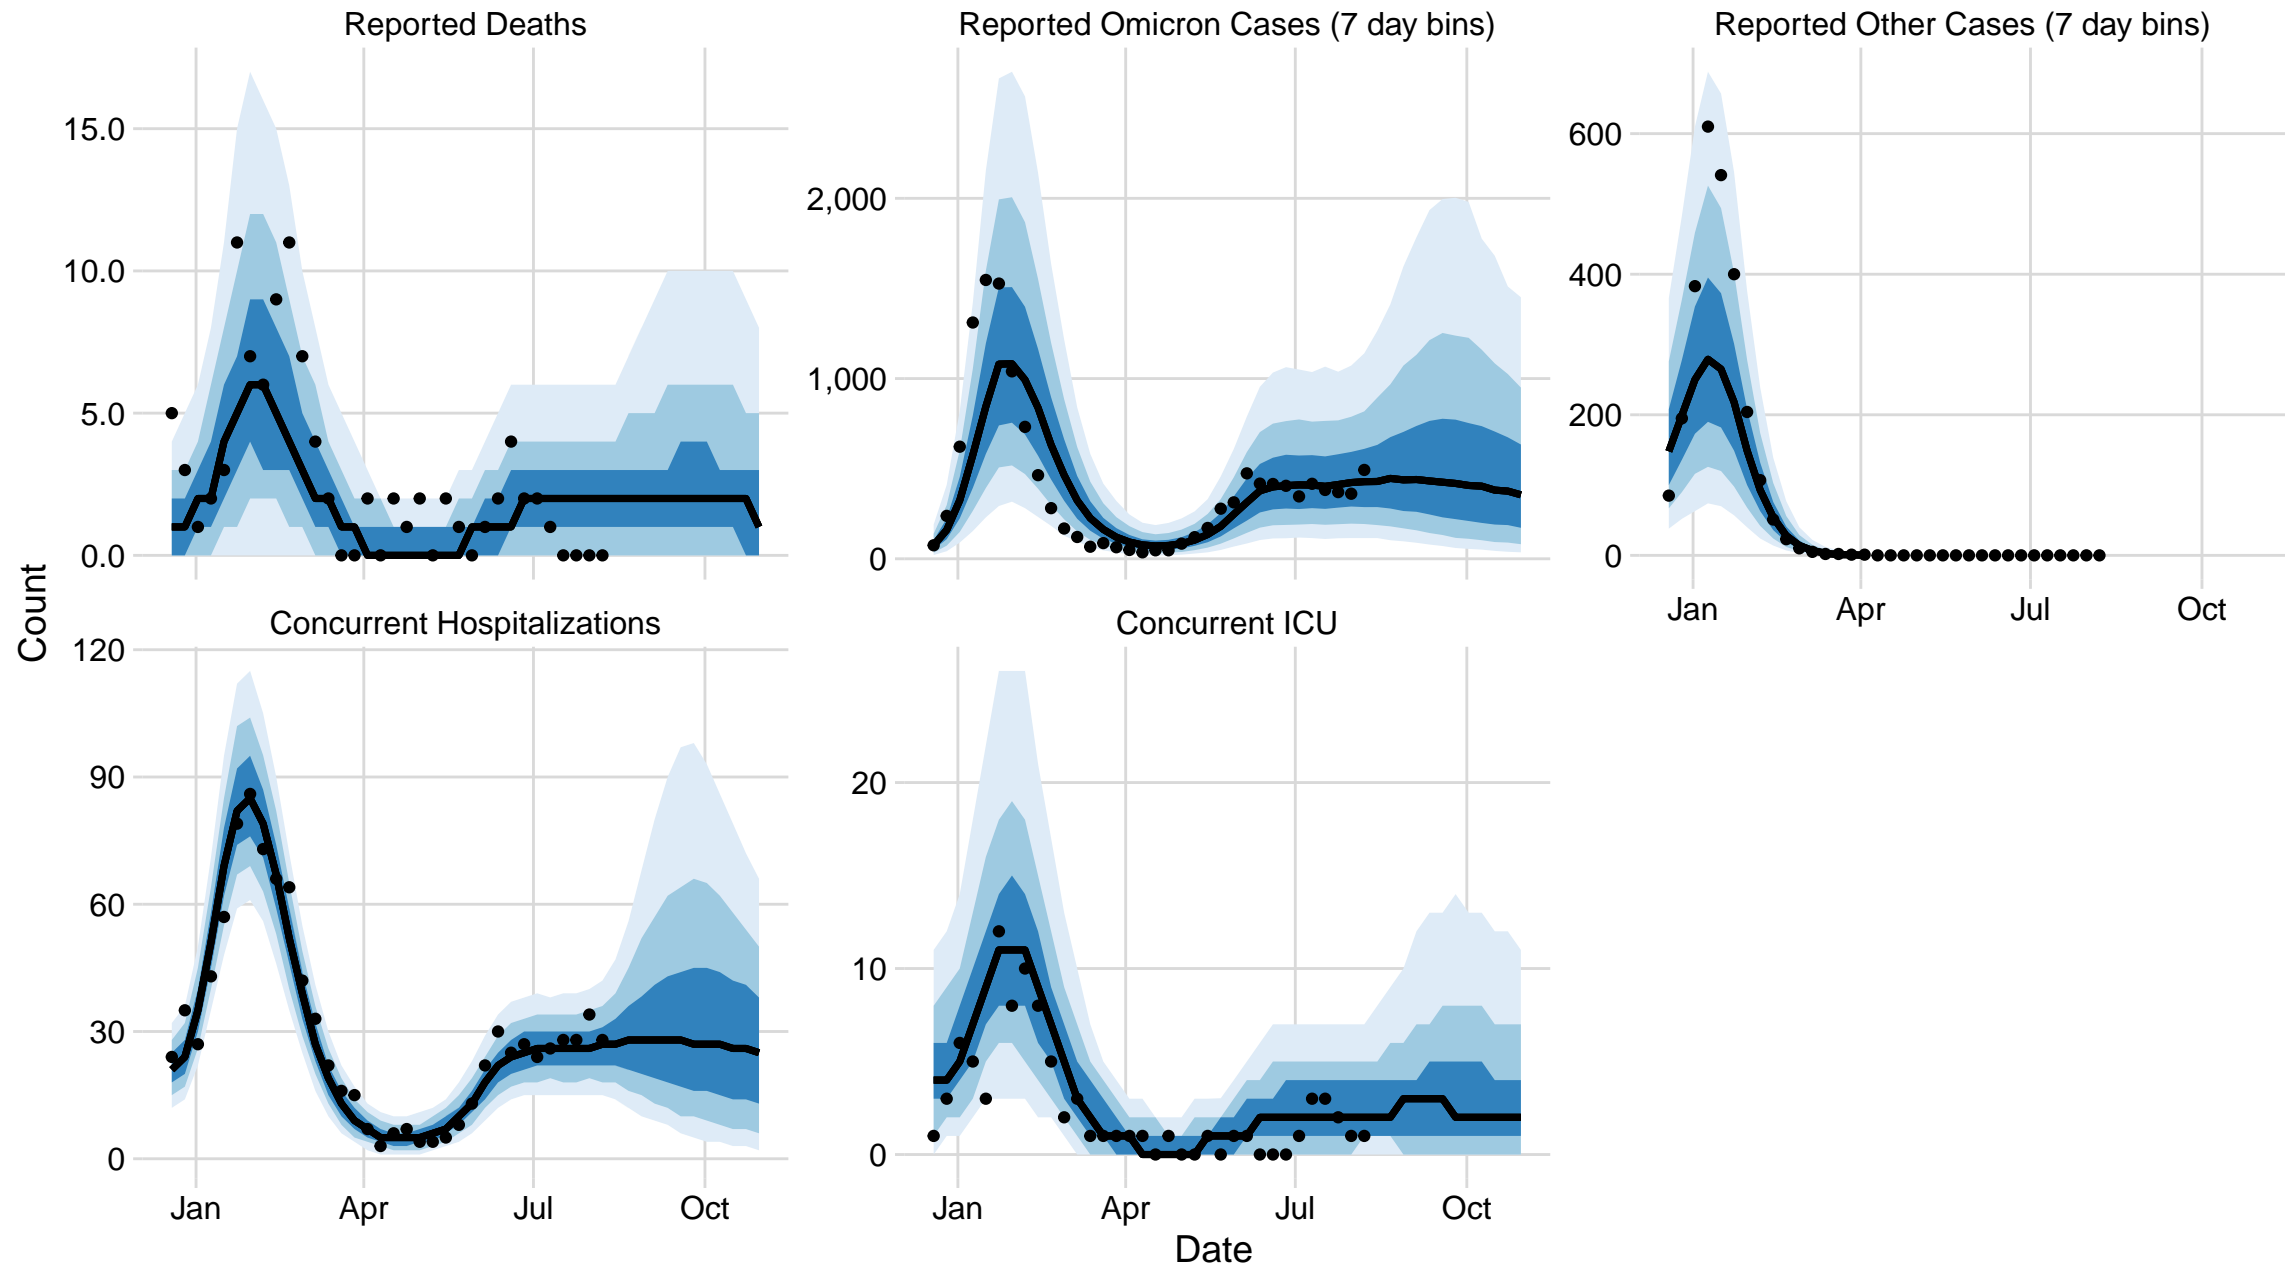 Reported Deaths
Reported Omicron Cases (7 day bins)
Reported Other Cases (7 day bins)
15.0
10.0
5.0
0.0
2,000
1,000
0
600
400
200
0
Jan
Apr
Jul
Oct
Count
Concurrent Hospitalizations
Concurrent ICU
120
90
60
30
0
20
10
0
Jan
Apr
Jul
Oct
Jan
Apr
Jul
Oct
Date